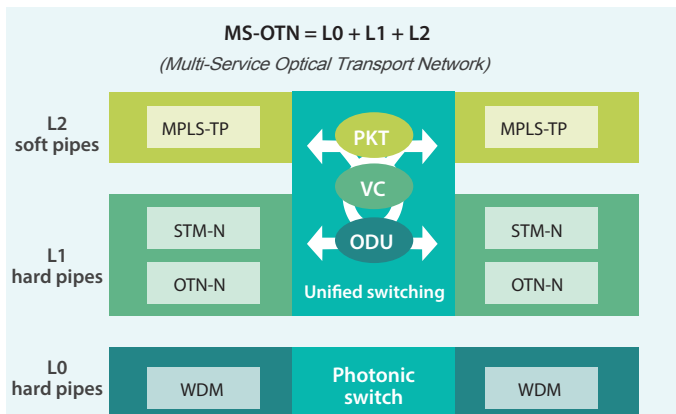 MS-OTN = L0 + L1 + L2
(Multi-Service Optical Transport Network)
L2
soft pipes
MPLS-TP
PKT
MPLS-TP
VC
L1
hard pipes
STM-N
ODU
STM-N
OTN-N
Unified switching
OTN-N
L0
hard pipes
WDM
Photonic
switch
WDM